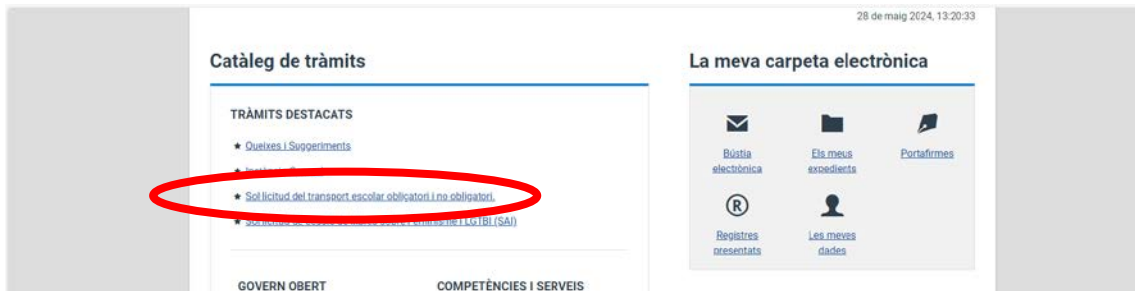 28 de maig 2024, 13:20:33
Catàleg de tràmits
TRÀMITS DESTACATS
★ Queixes i Suggeriments
★ Sol·licitud del transport escolar obligatori i no obligatori.
LGTBI (SAI)
GOVERN OBERT
COMPETÈNCIES I SERVEIS
La meva carpeta electrònica
Bústia electrònica
Els meus expedients
Portafirmes
Registres presentats
Les meves dades